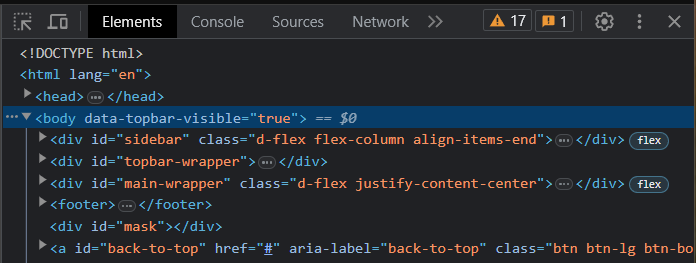 Elements Console Sources Network 17 1
<!DOCTYPE html>
<html lang="en">
<head>…</head>
… <body data-topbar-visible="true"> == $0
<div id="sidebar" class="d-flex flex-column align-items-end">…</div> flex
<div id="topbar-wrapper">…</div>
<div id="main-wrapper" class="d-flex justify-content-center">…</div> flex
<footer>…</footer>
<div id="mask"></div>
<a id="back-to-top" href="#" aria-label="back-to-top" class="btn btn-lg btn-bo